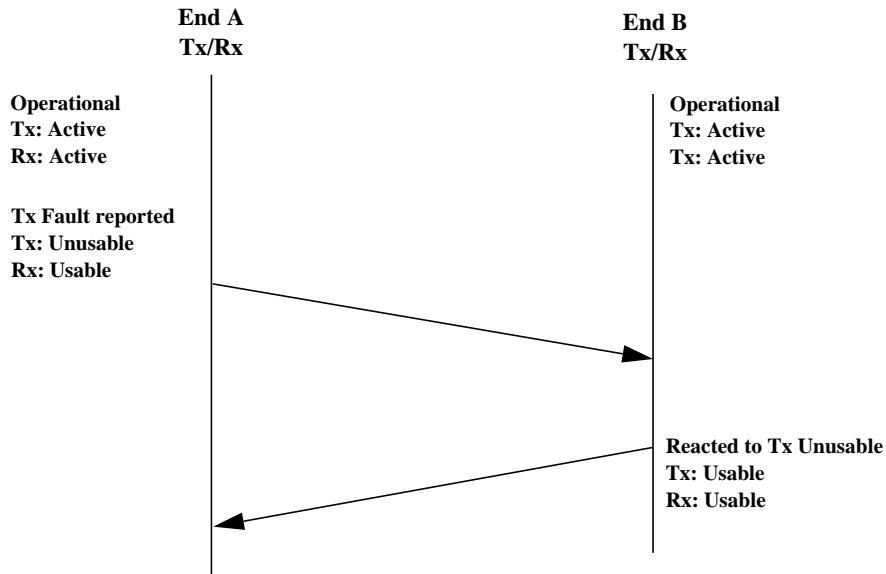 End A
Tx/Rx
End B
Tx/Rx
Operational
Tx: Active
Rx: Active
Operational
Tx: Active
Tx: Active
Tx Fault reported
Tx: Unusable
Rx: Usable
Reacted to Tx Unusable
Tx: Usable
Rx: Usable